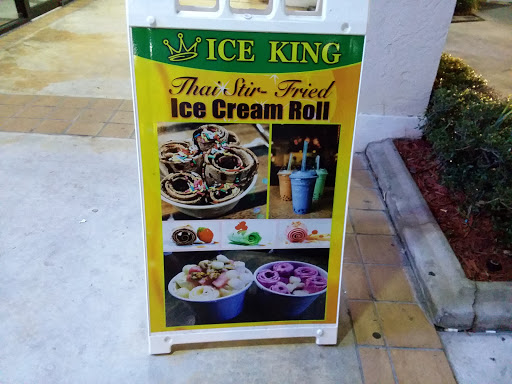 ICE KING
Thai Stir-Fried
Ice Cream Roll